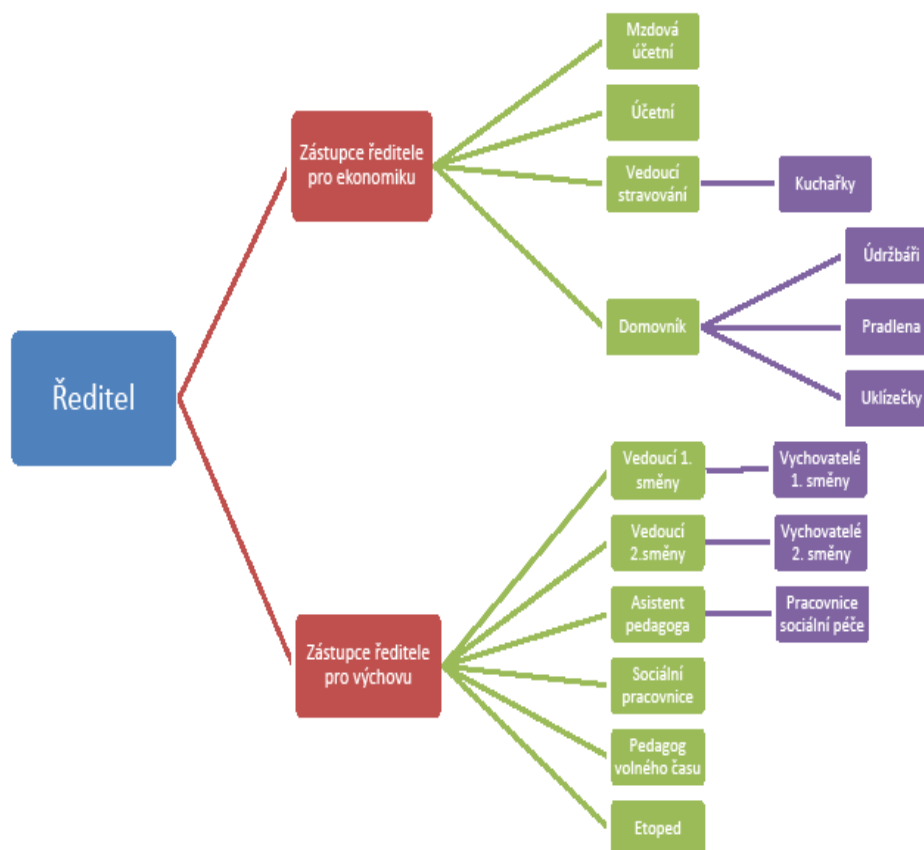 Ředitel
Zástupce ředitele
pro ekonomiku
Mzdová
účetní
Účetní
Vedoucí
stravování
Kuchařky
Domovník
Údržbáři
Pradlena
Uklízečky
Zástupce ředitele
pro výchovu
Vedoucí 1.
směny
Vychovatelé
1. směny
Vedoucí
2.směny
Vychovatelé
2. směny
Asistent
pedagoga
Pracovnice
sociální péče
Sociální
pracovnice
Pedagog
volného času
Etoped